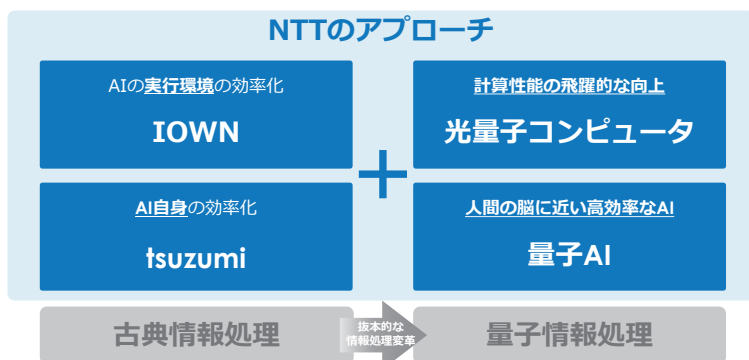 NTTのアプローチ
AIの実行環境の効率化
IOWN
計算性能の飛躍的な向上
光量子コンピュータ
＋
AI自身の効率化
tsuzumi
人間の脳に近い高効率なAI
量子AI
古典情報処理
抜本的な
情報処理変革
量子情報処理